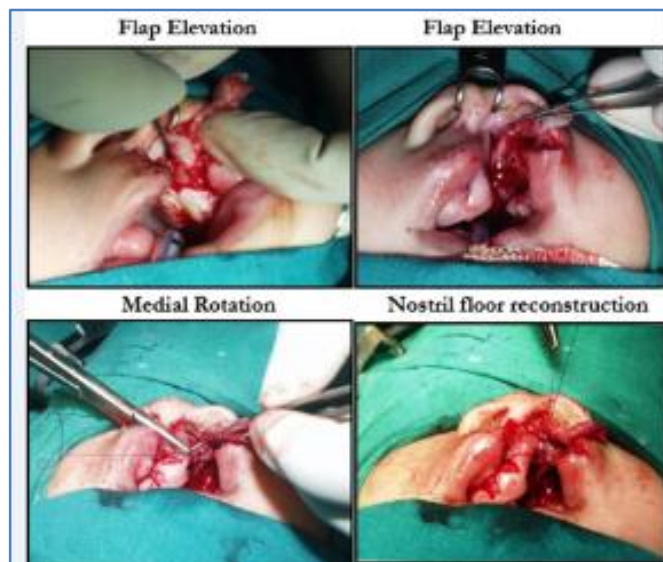 Flap Elevation
Flap Elevation
Medial Rotation
Nostril floor reconstruction